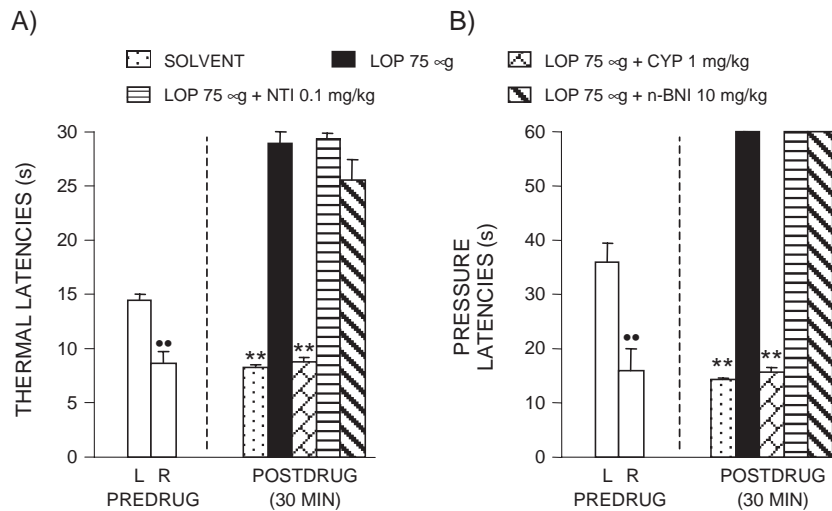 A)
B)
SOLVENT
LOP 75 ∝g
LOP 75 ∝g + CYP 1 mg/kg
LOP 75 ∝g + NTI 0.1 mg/kg
LOP 75 ∝g + n-BNI 10 mg/kg
THERMAL LATENCIES (s)
30
25
20
15
10
5
0
••
**
**
L R
PREDRUG
POSTDRUG
(30 MIN)
PRESSURE
LATENCIES (s)
60
50
40
30
20
10
0
••
**
**
L R
PREDRUG
POSTDRUG
(30 MIN)